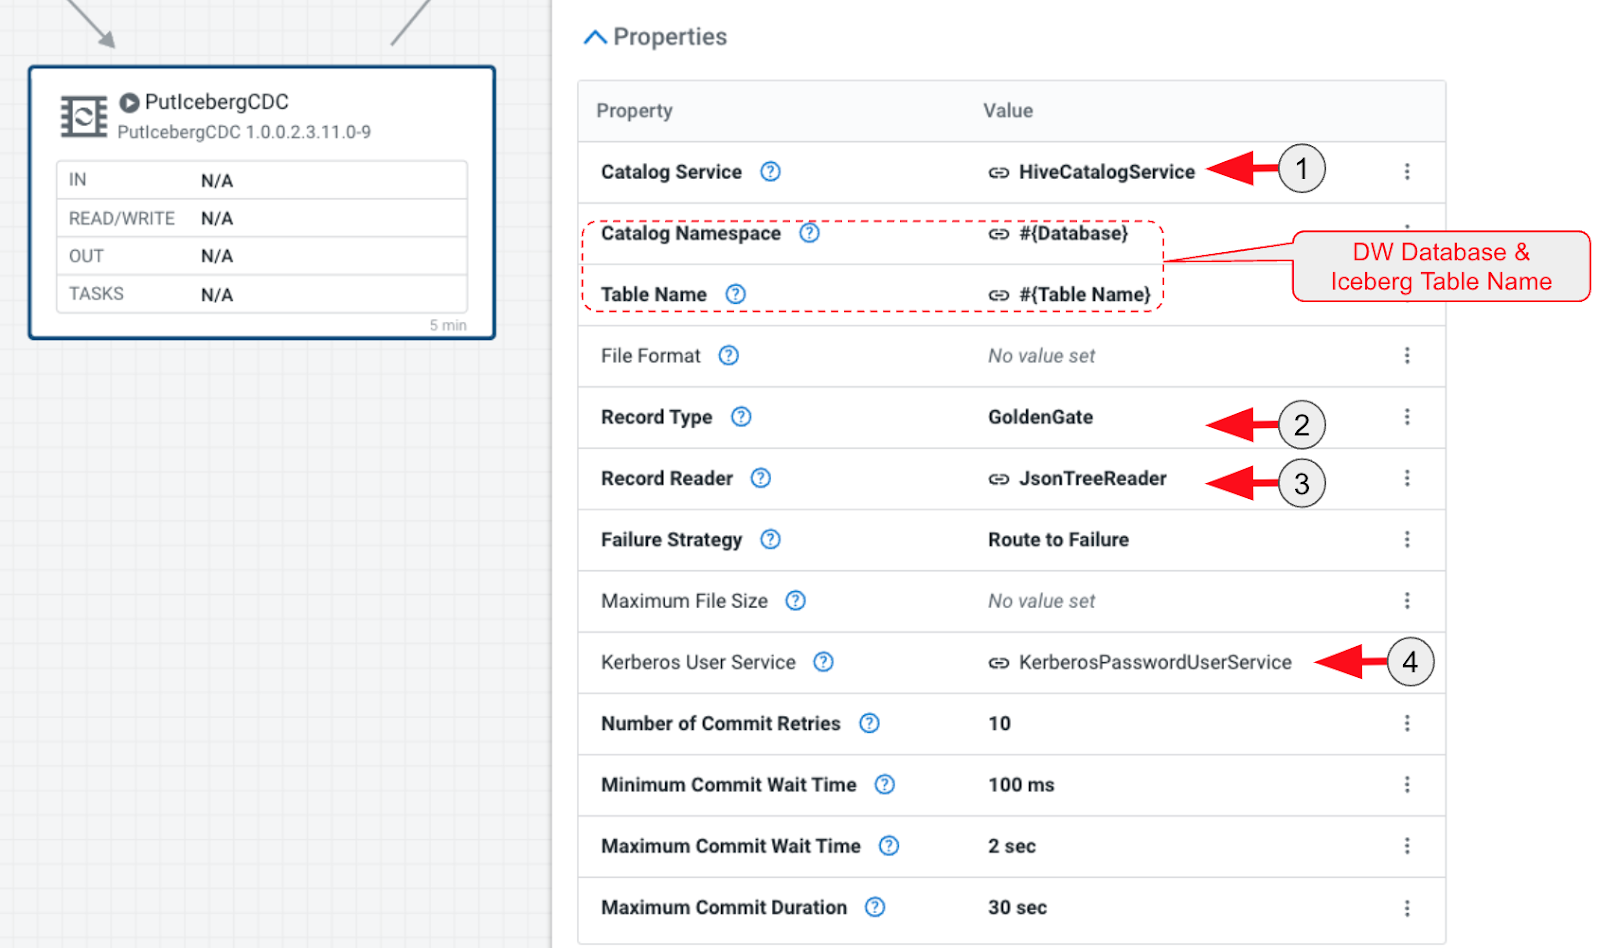 PutIcebergCDC
PutIcebergCDC 1.0.0.2.3.11.0-9
IN N/A
READ/WRITE N/A
OUT N/A
TASKS N/A
5 min
Properties
Property Value
Catalog Service HiveCatalogService 1
Catalog Namespace #{Database}
Table Name #{Table Name}
DW Database &
Iceberg Table Name
File Format No value set
Record Type GoldenGate 2
Record Reader JsonTreeReader 3
Failure Strategy Route to Failure
Maximum File Size No value set
Kerberos User Service KerberosPasswordUserService 4
Number of Commit Retries 10
Minimum Commit Wait Time 100 ms
Maximum Commit Wait Time 2 sec
Maximum Commit Duration 30 sec